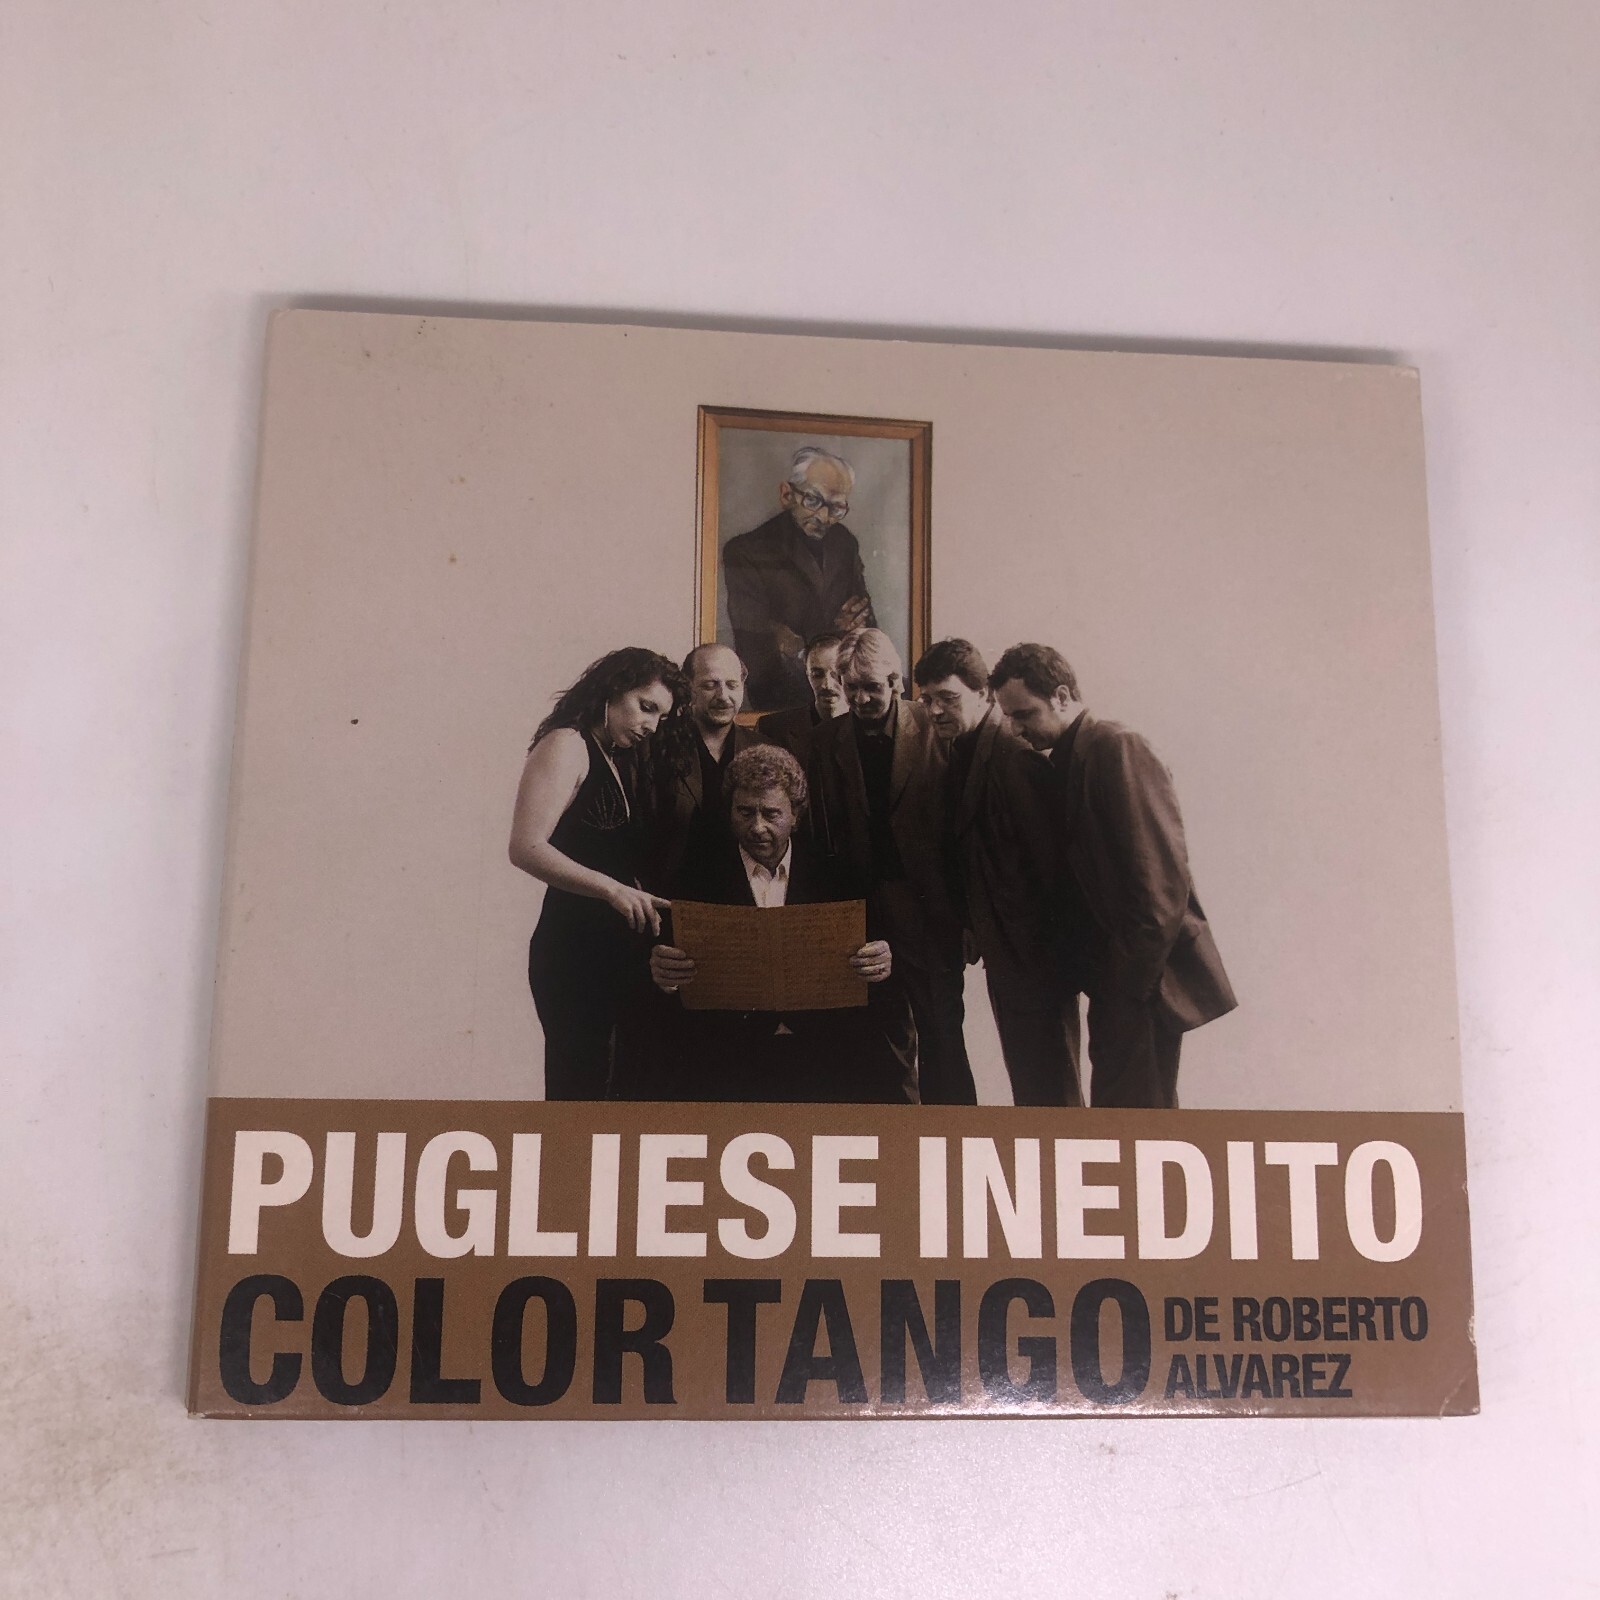 PUGLIESE INEDITO
COLOR TANGO DE ROBERTO
ALVAREZ